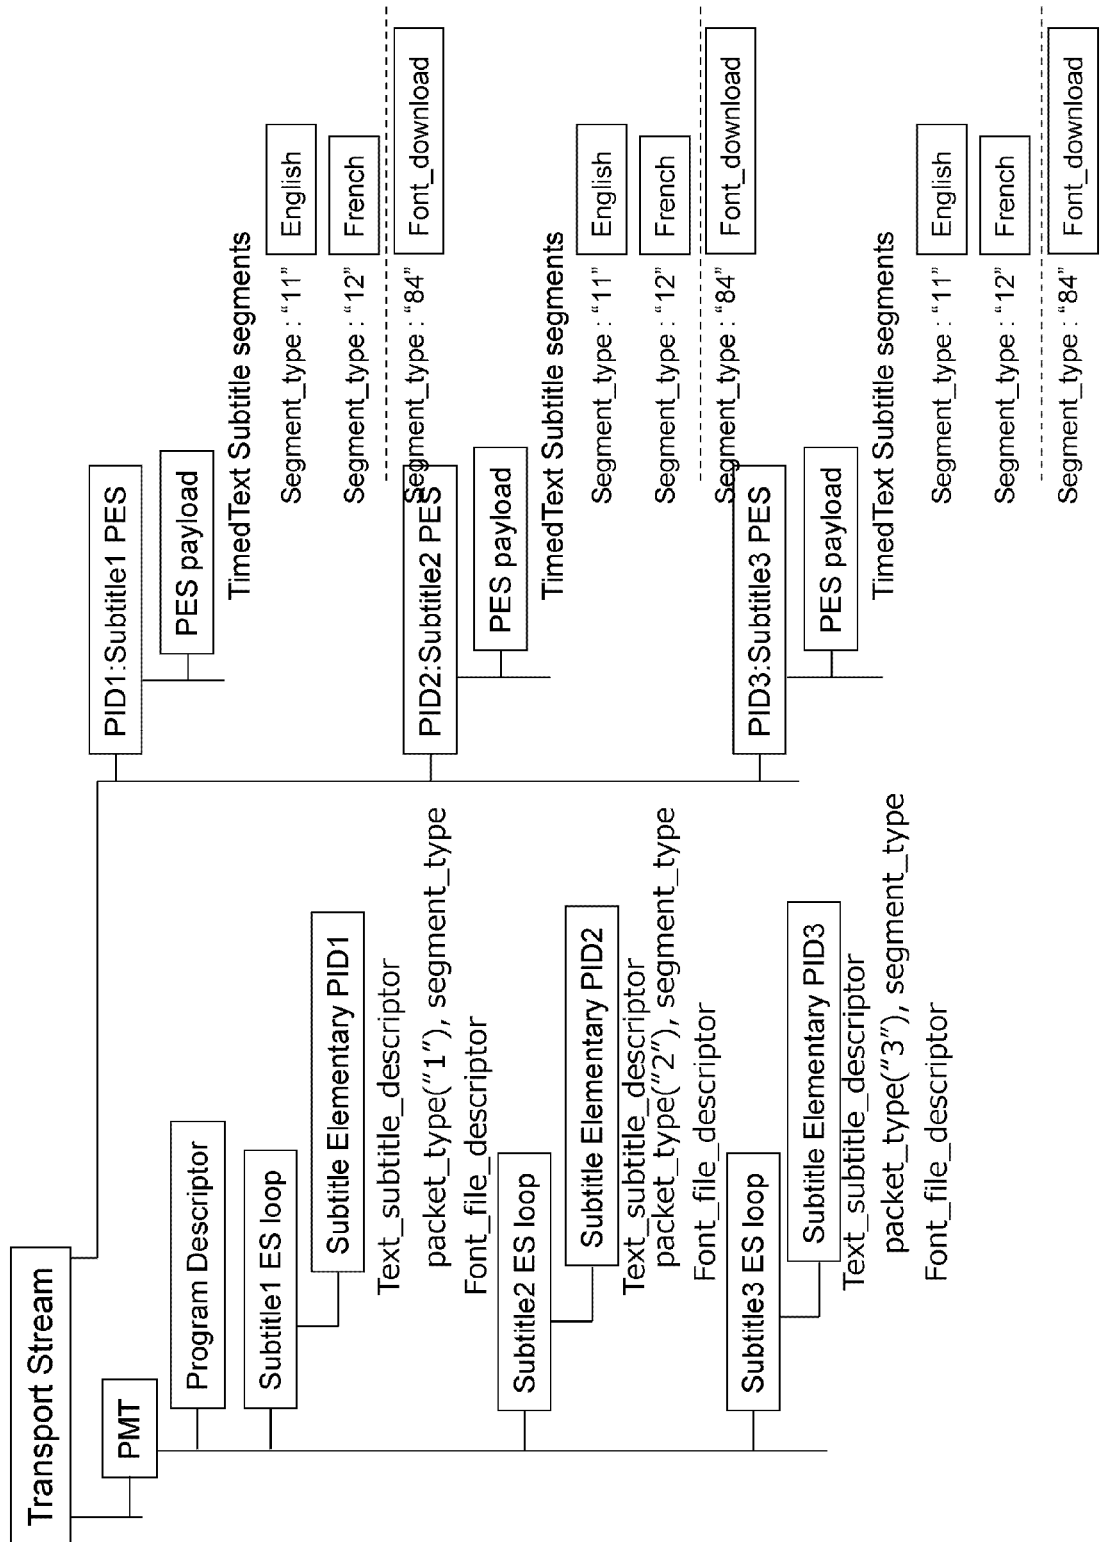 Transport Stream
PMT
Program Descriptor
Subtitle1 ES loop
Subtitle Elementary PID1
Text_subtitle_descriptor
packet_type("1"), segment_type
Font_file_descriptor
Subtitle2 ES loop
Subtitle Elementary PID2
Text_subtitle_descriptor
packet_type("2"), segment_type
Font_file_descriptor
Subtitle3 ES loop
Subtitle Elementary PID3
Text_subtitle_descriptor
packet_type("3"), segment_type
Font_file_descriptor
PID1:Subtitle1 PES
PES payload
TimedText Subtitle segments
Segment_type : “11” English
Segment_type : “12” French
Segment_type : “84” Font_download
PID2:Subtitle2 PES
PES payload
TimedText Subtitle segments
Segment_type : “11” English
Segment_type : “12” French
Segment_type : “84” Font_download
PID3:Subtitle3 PES
PES payload
TimedText Subtitle segments
Segment_type : “11” English
Segment_type : “12” French
Segment_type : “84” Font_download